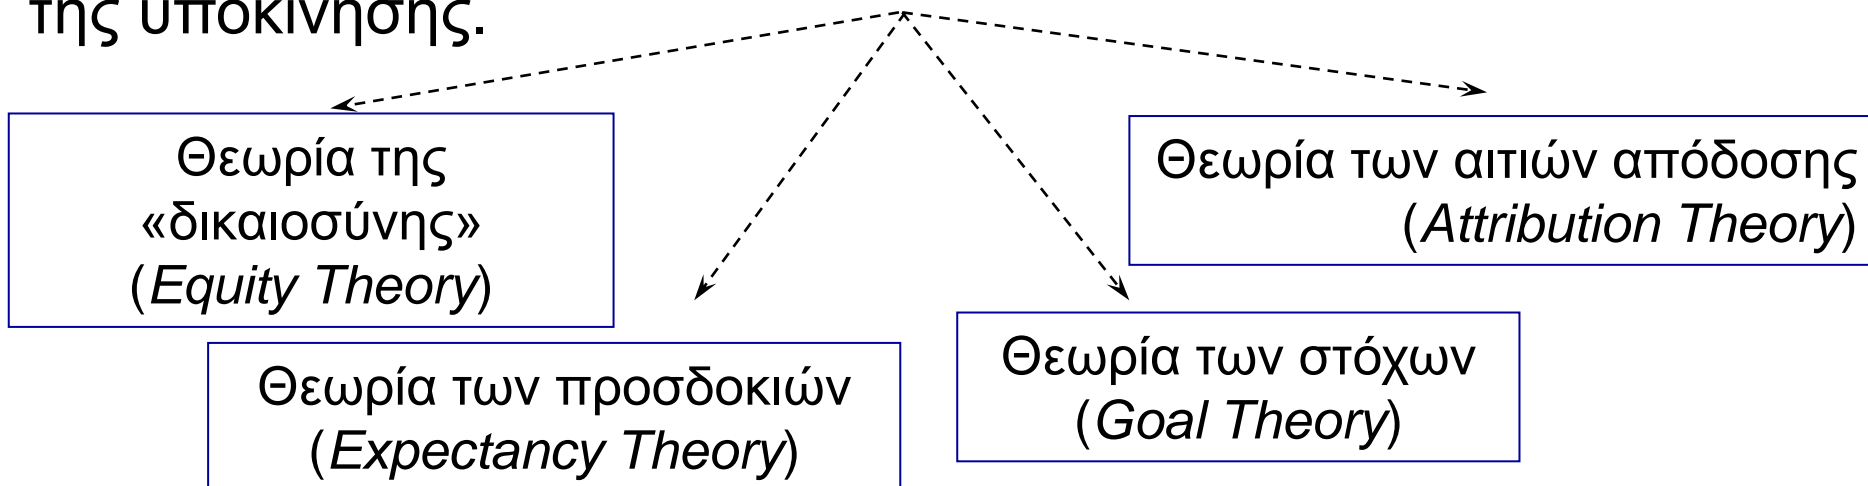 της υποκίνησης.
Θεωρία της
«δικαιοσύνης»
(Equity Theory)
Θεωρία των προσδοκιών
(Expectancy Theory)
Θεωρία των στόχων
(Goal Theory)
Θεωρία των αιτιών απόδοσης
(Attribution Theory)